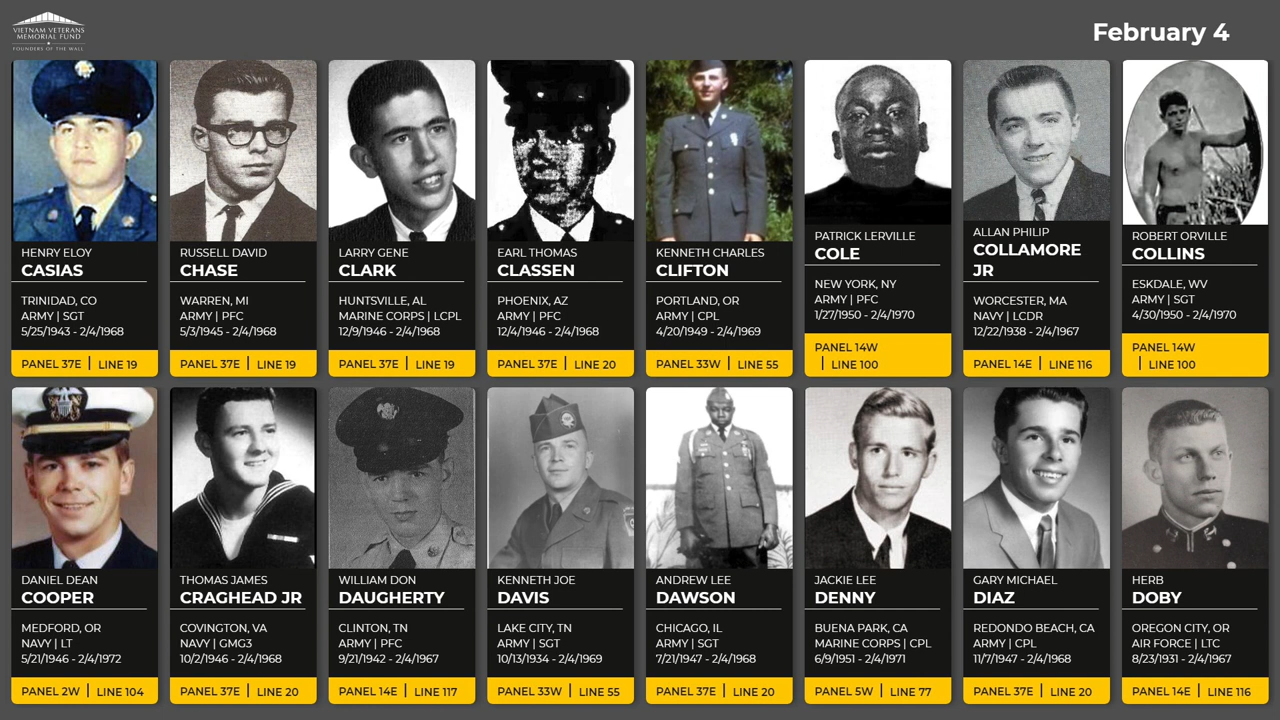 VIETNAM VETERANS
MEMORIAL FUND
FOUNDERS OF THE WALL
February 4
HENRY ELOY
CASIAS
TRINIDAD, CO
ARMY | SGT
5/25/1943 - 2/4/1968
PANEL 37E | LINE 19
RUSSELL DAVID
CHASE
WARREN, MI
ARMY | PFC
5/3/1945 - 2/4/1968
PANEL 37E | LINE 19
LARRY GENE
CLARK
HUNTSVILLE, AL
MARINE CORPS | LCPL
12/9/1946 - 2/4/1968
PANEL 37E | LINE 19
EARL THOMAS
CLASSEN
PHOENIX, AZ
ARMY | PFC
12/4/1946 - 2/4/1968
PANEL 37E | LINE 20
KENNETH CHARLES
CLIFTON
PORTLAND, OR
ARMY | CPL
4/20/1949 - 2/4/1969
PANEL 33W | LINE 55
PATRICK LERVILLE
COLE
NEW YORK, NY
ARMY | PFC
1/27/1950 - 2/4/1970
PANEL 14W
| LINE 100
ALLAN PHILIP
COLLAMORE
JR
WORCESTER, MA
NAVY | LCDR
12/22/1938 - 2/4/1967
PANEL 14E | LINE 116
ROBERT ORVILLE
COLLINS
ESKDALE, WV
ARMY | SGT
4/30/1950 - 2/4/1970
PANEL 14W
| LINE 100
DANIEL DEAN
COOPER
MEDFORD, OR
NAVY | LT
5/21/1946 - 2/4/1972
PANEL 2W | LINE 104
THOMAS JAMES
CRAGHEAD JR
COVINGTON, VA
NAVY | GMG3
10/2/1946 - 2/4/1968
PANEL 37E | LINE 20
WILLIAM DON
DAUGHERTY
CLINTON, TN
ARMY | PFC
9/21/1942 - 2/4/1967
PANEL 14E | LINE 117
KENNETH JOE
DAVIS
LAKE CITY, TN
ARMY | SGT
10/13/1934 - 2/4/1969
PANEL 33W | LINE 55
ANDREW LEE
DAWSON
CHICAGO, IL
ARMY | SGT
7/21/1947 - 2/4/1968
PANEL 37E | LINE 20
JACKIE LEE
DENNY
BUENA PARK, CA
MARINE CORPS | CPL
6/9/1951 - 2/4/1971
PANEL 5W | LINE 77
GARY MICHAEL
DIAZ
REDONDO BEACH, CA
ARMY | CPL
11/7/1947 - 2/4/1968
PANEL 37E | LINE 20
HERB
DOBY
OREGON CITY, OR
AIR FORCE | LTC
8/23/1931 - 2/4/1967
PANEL 14E | LINE 116